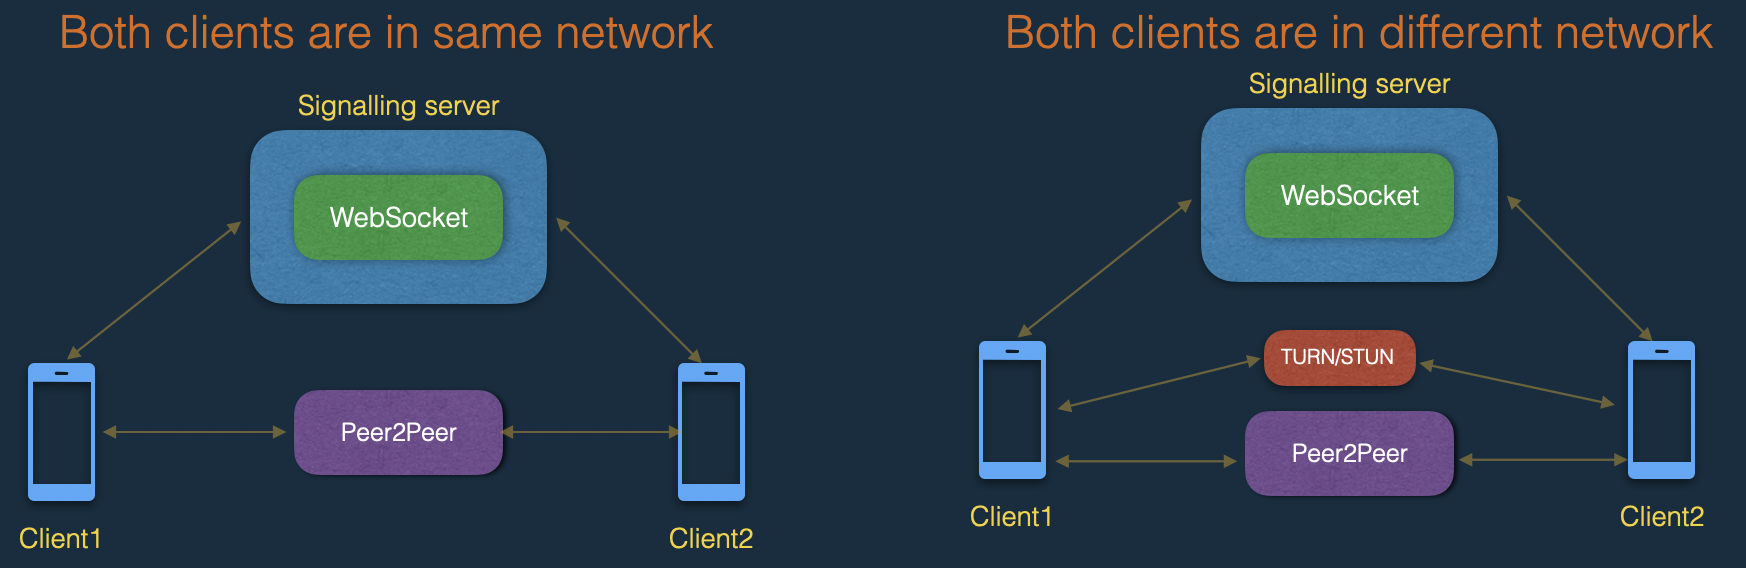 Both clients are in same network
Signalling server
WebSocket
Peer2Peer
Client1
Client2
Both clients are in different network
Signalling server
WebSocket
TURN/STUN
Peer2Peer
Client1
Client2